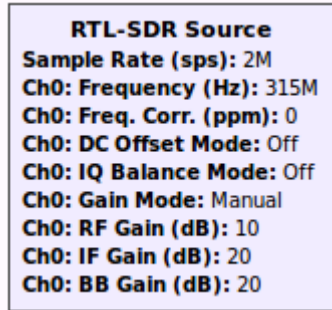 RTL-SDR Source
Sample Rate (sps): 2M
Ch0: Frequency (Hz): 315M
Ch0: Freq. Corr. (ppm): 0
Ch0: DC Offset Mode: Off
Ch0: IQ Balance Mode: Off
Ch0: Gain Mode: Manual
Ch0: RF Gain (dB): 10
Ch0: IF Gain (dB): 20
Ch0: BB Gain (dB): 20